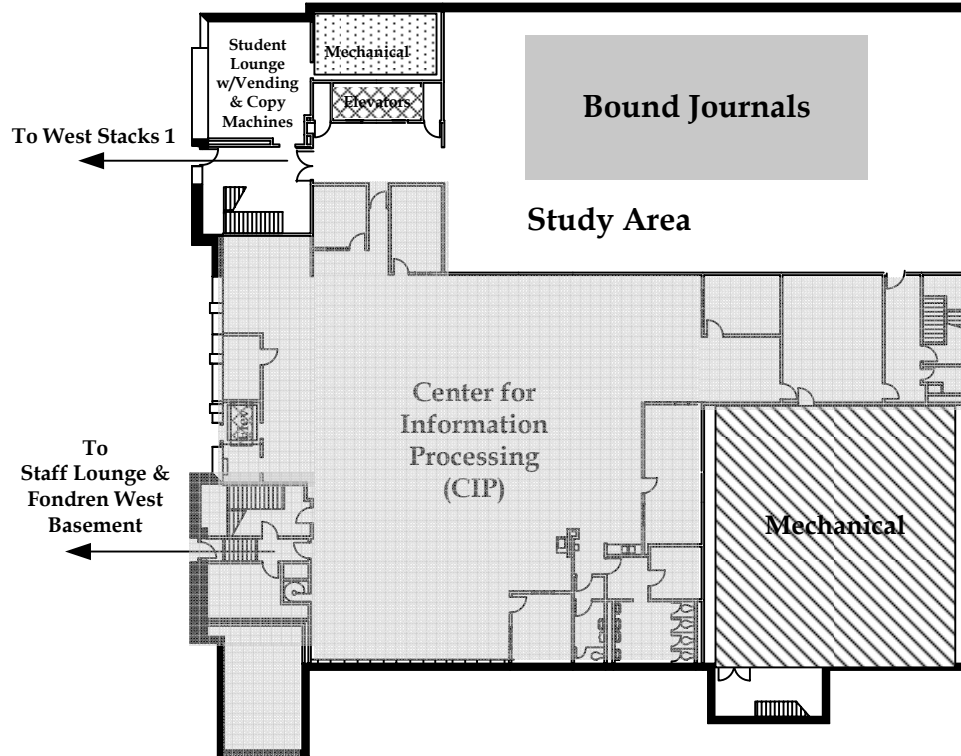 Student
Lounge
w/Vending
& Copy
Machines
Mechanical
Elevators
Bound Journals
To West Stacks 1
Study Area
Center for
Information
Processing
(CIP)
Elev
To
Staff Lounge &
Fondren West
Basement
Mechanical